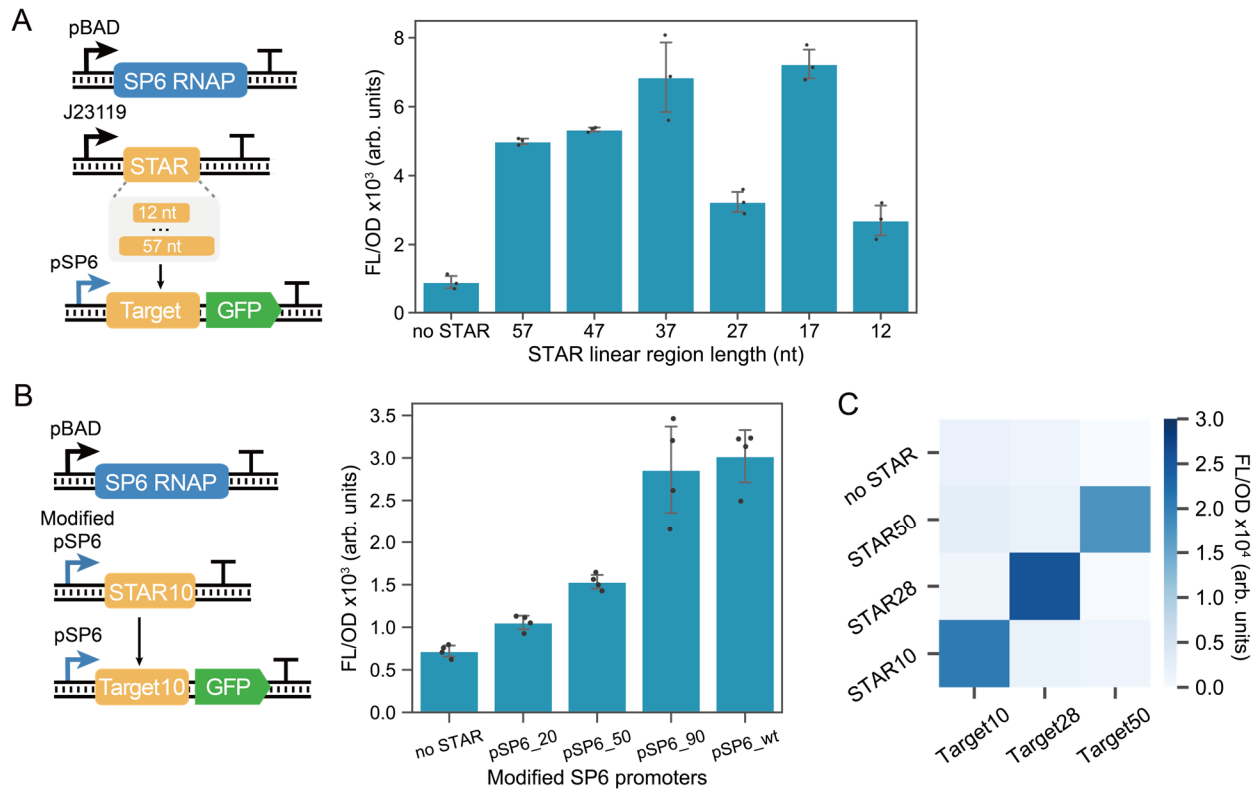 A
pBAD
SP6 RNAP
J23119
STAR
12 nt
...
57 nt
pSP6
Target
GFP
FL/OD x10³ (arb. units)
8
6
4
2
0
no STAR
57
47
37
27
17
12
STAR linear region length (nt)
B
pBAD
SP6 RNAP
Modified
pSP6
STAR10
pSP6
Target10
GFP
FL/OD x10³ (arb. units)
3.5
3.0
2.5
2.0
1.5
1.0
0.5
0.0
no STAR
pSP6_20
pSP6_50
pSP6_90
pSP6_wt
Modified SP6 promoters
C
no STAR
STAR50
STAR28
STAR10
Target10
Target28
Target50
3.0
2.5
2.0
1.5
1.0
0.5
0.0
FL/OD x10⁴ (arb. units)